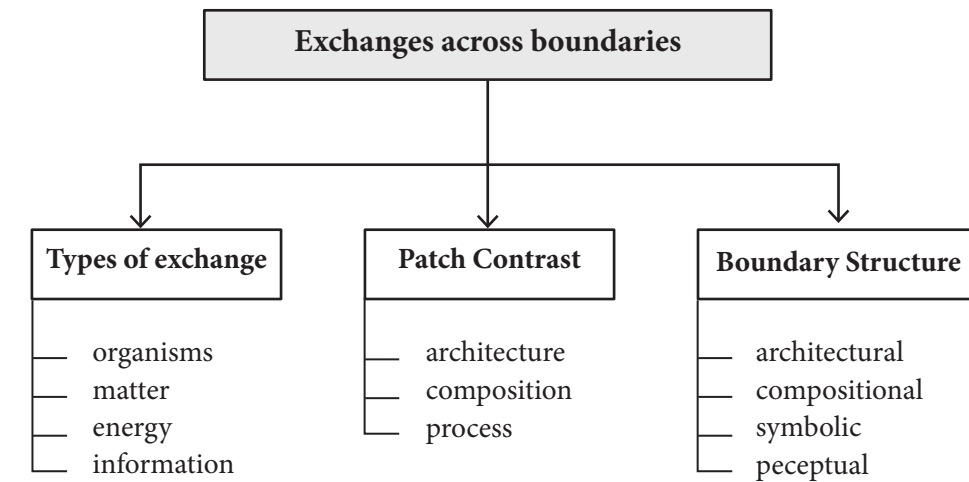 Exchanges across boundaries
Types of exchange
organisms
matter
energy
information
Patch Contrast
architecture
composition
process
Boundary Structure
architectural
compositional
symbolic
peceptual